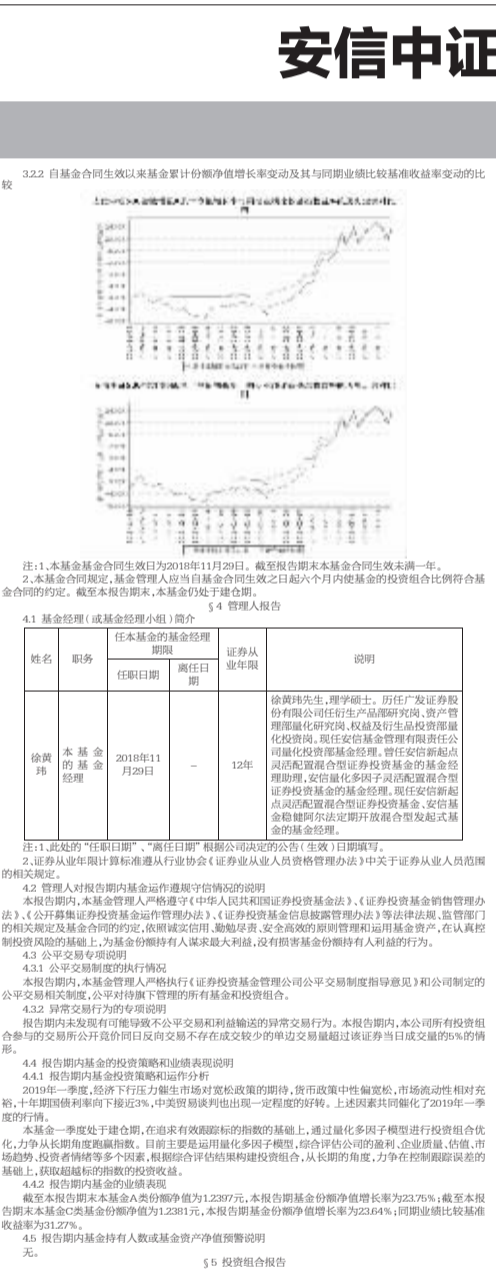 安信中证
3.2.2 自基金合同生效以来基金累计份额净值增长率变动及其与同期业绩比较基准收益率变动的比
较
注:1、本基金基金合同生效日为2018年11月29日。截至报告期末本基金合同生效未满一年。
2、本基金合同规定,基金管理人应当自基金合同生效之日起六个月内使基金的投资组合比例符合基
金合同的约定。截至本报告期末,本基金仍处于建仓期。
§4 管理人报告
4.1 基金经理(或基金经理小组)简介
姓名 职务 任本基金的基金经理期限 证券从业年限 说明
任职日期 离任日期
徐黄玮 本基金的基金经理 2018年11月29日 - 12年
徐黄玮先生,理学硕士。历任广发证券股
份有限公司任衍生产品部研究岗、资产管
理部量化研究岗、权益及衍生品投资部量
化投资岗。现任安信基金管理有限责任公
司量化投资部基金经理。曾任安信新起点
灵活配置混合型证券投资基金的基金经
理助理,安信量化多因子灵活配置混合型
证券投资基金的基金经理。现任安信新起
点灵活配置混合型证券投资基金、安信基
金稳健阿尔法定期开放混合型发起式基
金的基金经理。
注:1、此处的“任职日期”、“离任日期”根据公司决定的公告(生效)日期填写。
2、证券从业年限计算标准遵从行业协会《证券业从业人员资格管理办法》中关于证券从业人员范围
的相关规定。
4.2 管理人对报告期内基金运作遵规守信情况的说明
本报告期内,本基金管理人严格遵守《中华人民共和国证券投资基金法》、《证券投资基金销售管理办
法》、《公开募集证券投资基金运作管理办法》、《证券投资基金信息披露管理办法》等法律法规、监管部门
的相关规定及基金合同的约定,依照诚实信用、勤勉尽责、安全高效的原则管理和运用基金资产,在认真控
制投资风险的基础上,为基金份额持有人谋求最大利益,没有损害基金份额持有人利益的行为。
4.3 公平交易专项说明
4.3.1 公平交易制度的执行情况
本报告期内,本基金管理人严格执行《证券投资基金管理公司公平交易制度指导意见》和公司制定的
公平交易相关制度,公平对待旗下管理的所有基金和投资组合。
4.3.2 异常交易行为的专项说明
报告期内未发现有可能导致不公平交易和利益输送的异常交易行为。本报告期内,本公司所有投资组
合参与的交易所公开竞价同日反向交易不存在成交较少的单边交易量超过该证券当日成交量的5%的情
形。
4.4 报告期内基金的投资策略和业绩表现说明
4.4.1 报告期内基金投资策略和运作分析
2019年一季度,经济下行压力催生市场对宽松政策的期待,货币政策中性偏宽松,市场流动性相对充
裕,十年期国债利率向下接近3%,中美贸易谈判也出现一定程度的好转。上述因素共同催化了2019年一季
度的行情。
本基金一季度处于建仓期,在追求有效跟踪标的指数的基础上,通过量化多因子模型进行投资组合优
化,力争从长期角度跑赢指数。目前主要是运用量化多因子模型,综合评估公司的盈利、企业质量、估值、市
场趋势、投资者情绪等多个因素,根据综合评估结果构建投资组合,从长期的角度,力争在控制跟踪误差的
基础上,获取超越标的指数的投资收益。
4.4.2 报告期内基金的业绩表现
截至报告期末本基金A类份额净值为1.2397元,本报告期基金份额净值增长率为23.75%;截至本报
告期末本基金C类基金份额净值为1.2381元,本报告期基金份额净值增长率为23.64%;同期业绩比较基准
收益率为31.27%。
4.5 报告期内基金持有人数或基金资产净值预警说明
无。
§5 投资组合报告